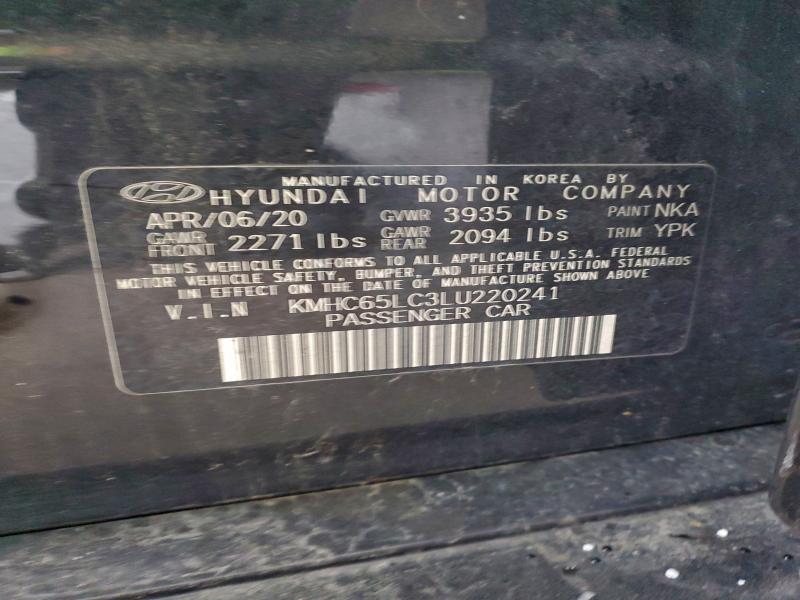 MANUFACTURED IN KOREA BY
HYUNDAI MOTOR COMPANY
APR/06/20 GVWR 3935 lbs PAINT NKA
GAWR FRONT 2271 lbs GAWR REAR 2094 lbs TRIM YPK
THIS VEHICLE CONFORMS TO ALL APPLICABLE U.S.A. FEDERAL
MOTOR VEHICLE SAFETY, BUMPER, AND THEFT PREVENTION STANDARDS
IN EFFECT ON THE DATE OF MANUFACTURE SHOWN ABOVE
V.I.N KMHC65LC3LU220241
PASSENGER CAR